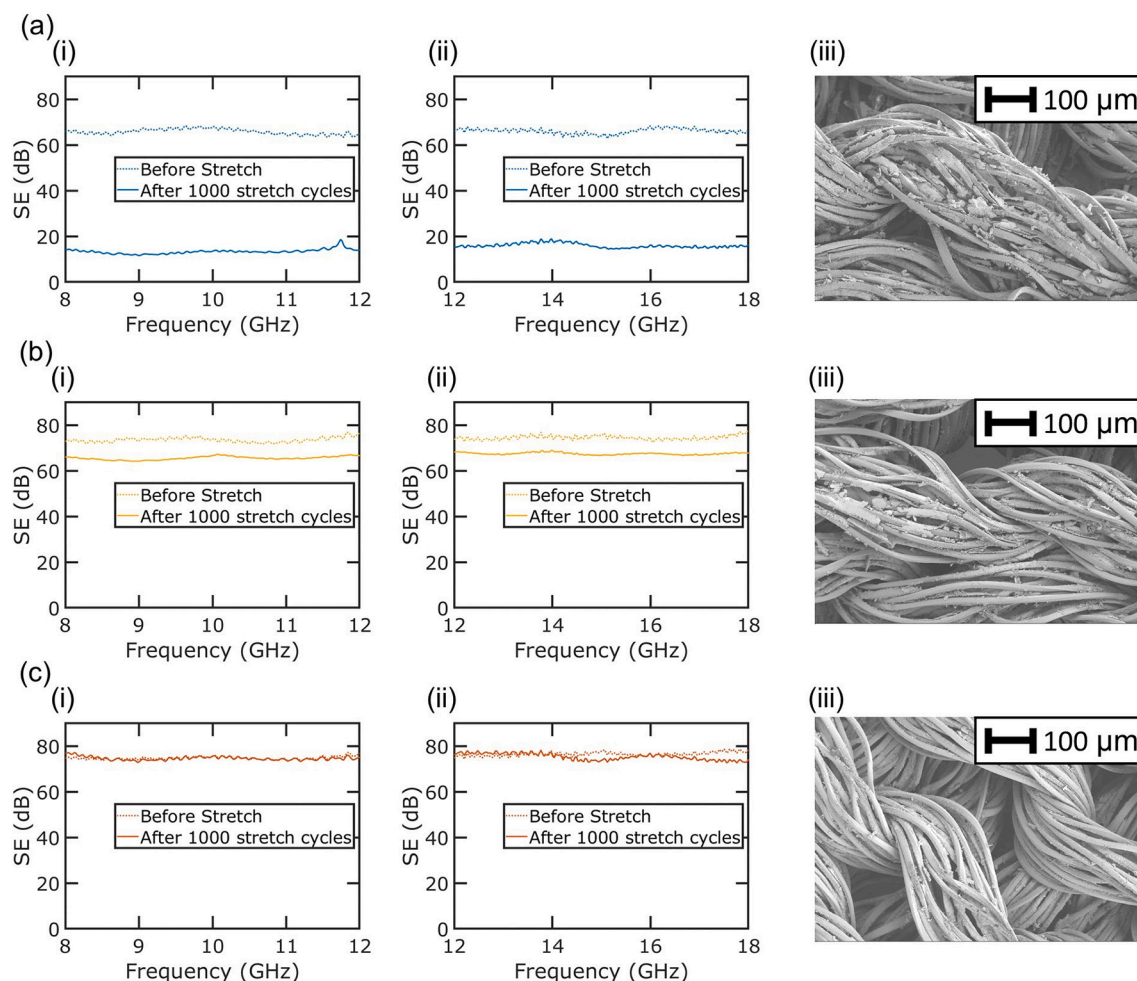 (a)
(i)
(ii)
(iii)
80
60
40
20
0
SE (dB)
Before Stretch
After 1000 stretch cycles
8
9
10
11
12
Frequency (GHz)
80
60
40
20
0
SE (dB)
Before Stretch
After 1000 stretch cycles
12
14
16
18
Frequency (GHz)
100 µm
(b)
(i)
(ii)
(iii)
80
60
40
20
0
SE (dB)
Before Stretch
After 1000 stretch cycles
8
9
10
11
12
Frequency (GHz)
80
60
40
20
0
SE (dB)
Before Stretch
After 1000 stretch cycles
12
14
16
18
Frequency (GHz)
100 µm
(c)
(i)
(ii)
(iii)
80
60
40
20
0
SE (dB)
Before Stretch
After 1000 stretch cycles
8
9
10
11
12
Frequency (GHz)
80
60
40
20
0
SE (dB)
Before Stretch
After 1000 stretch cycles
12
14
16
18
Frequency (GHz)
100 µm